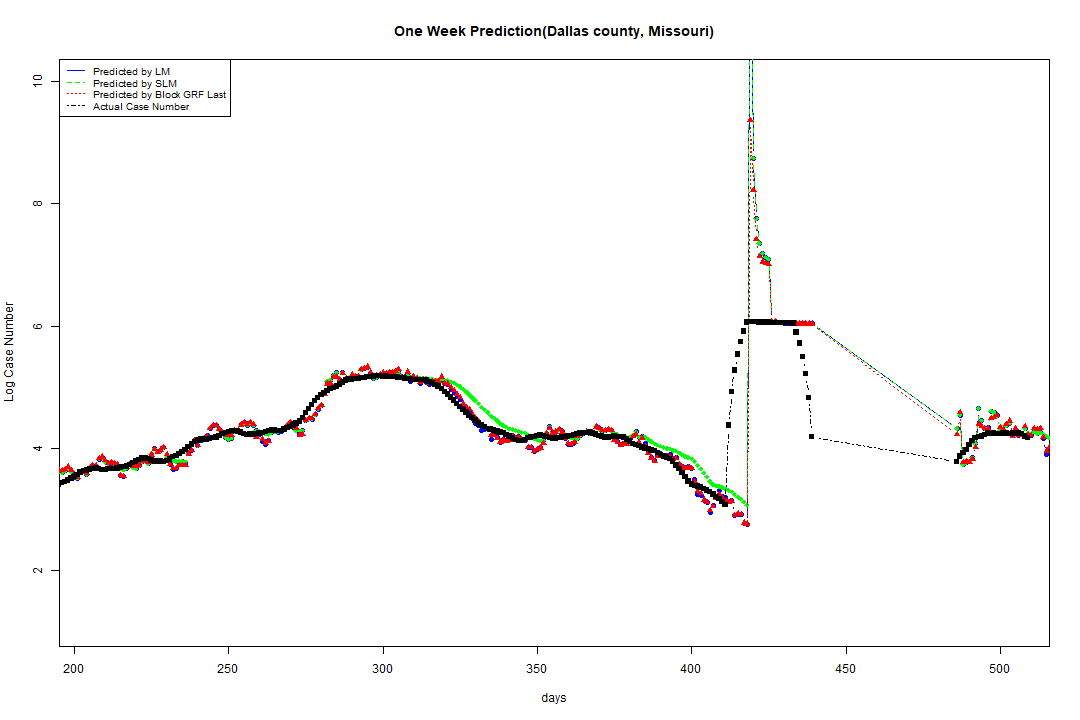 One Week Prediction(Dallas county, Missouri)
Predicted by LM
Predicted by SLM
Predicted by Block GRF Last
Actual Case Number
Log Case Number
10
8
6
4
2
200 250 300 350 400 450 500
days